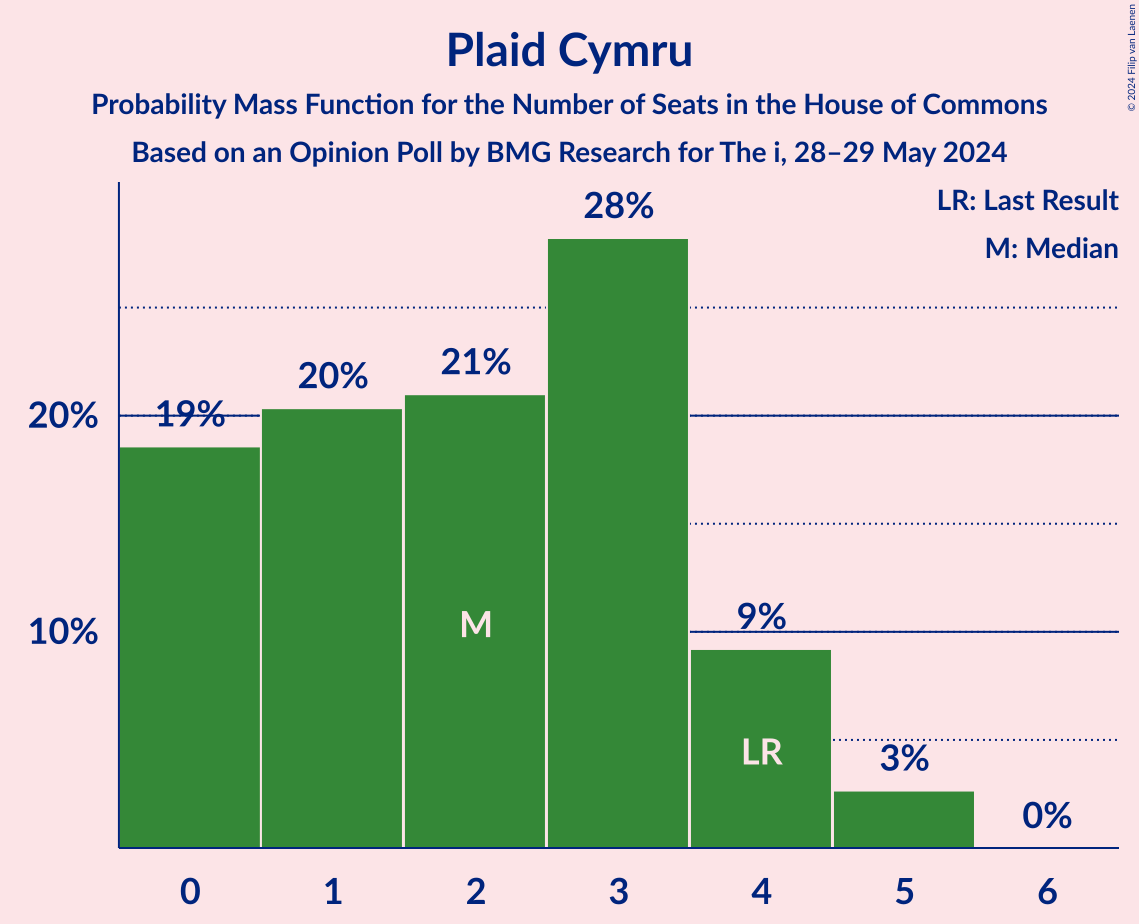 Plaid Cymru
Probability Mass Function for the Number of Seats in the House of Commons
Based on an Opinion Poll by BMG Research for The i, 28–29 May 2024
© 2024 Filip van Laenen
LR: Last Result
M: Median
28%
21%
20%
19%
20%
10%
9%
3%
0%
M
LR
0 1 2 3 4 5 6